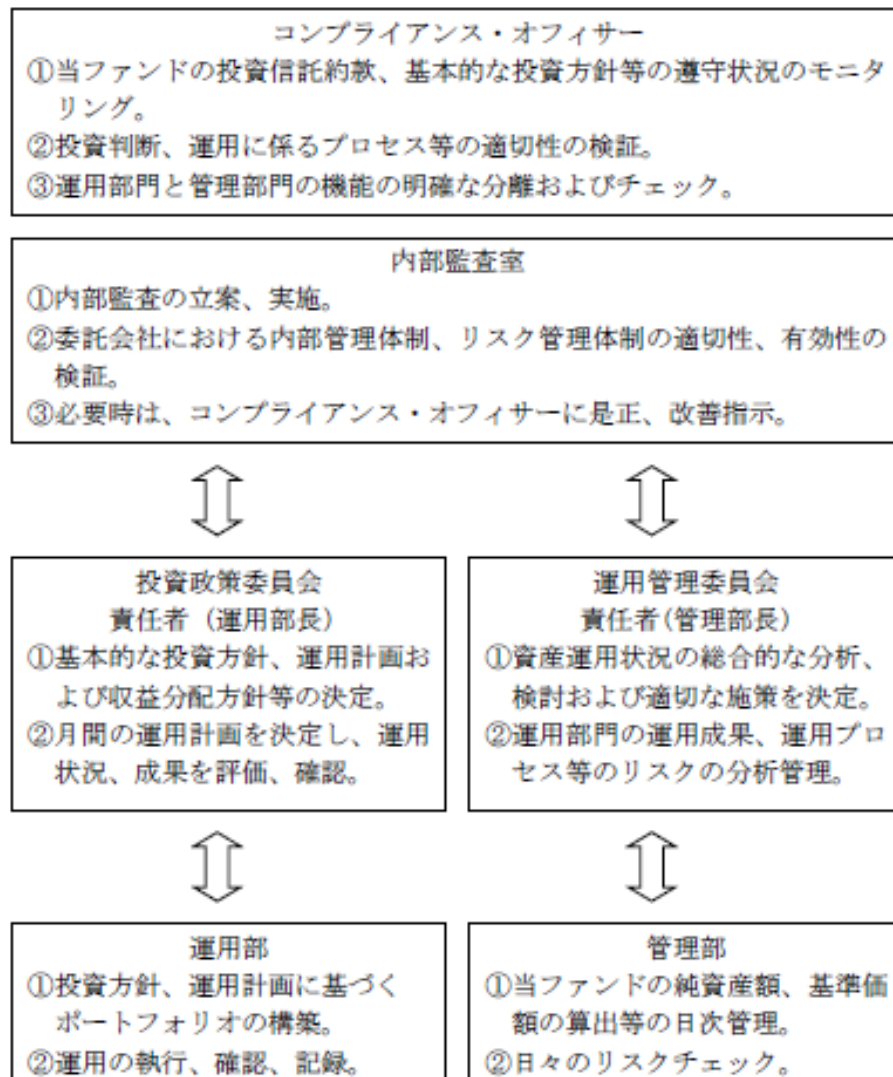 コンプライアンス・オフィサー
①当ファンドの投資信託約款、基本的な投資方針等の遵守状況のモニタ
リング。
②投資判断、運用に係るプロセス等の適切性の検証。
③運用部門と管理部門の機能の明確な分離およびチェック。
内部監査室
①内部監査の立案、実施。
②委託会社における内部管理体制、リスク管理体制の適切性、有効性の
検証。
③必要時は、コンプライアンス・オフィサーに是正、改善指示。
投資政策委員会
責任者（運用部長）
①基本的な投資方針、運用計画お
よび収益分配方針等の決定。
②月間の運用計画を決定し、運用
状況、成果を評価、確認。
運用管理委員会
責任者(管理部長)
①資産運用状況の総合的な分析、
検討および適切な施策を決定。
②運用部門の運用成果、運用プロ
セス等のリスクの分析管理。
運用部
①投資方針、運用計画に基づく
ポートフォリオの構築。
②運用の執行、確認、記録。
管理部
①当ファンドの純資産額、基準価
額の算出等の日次管理。
②日々のリスクチェック。